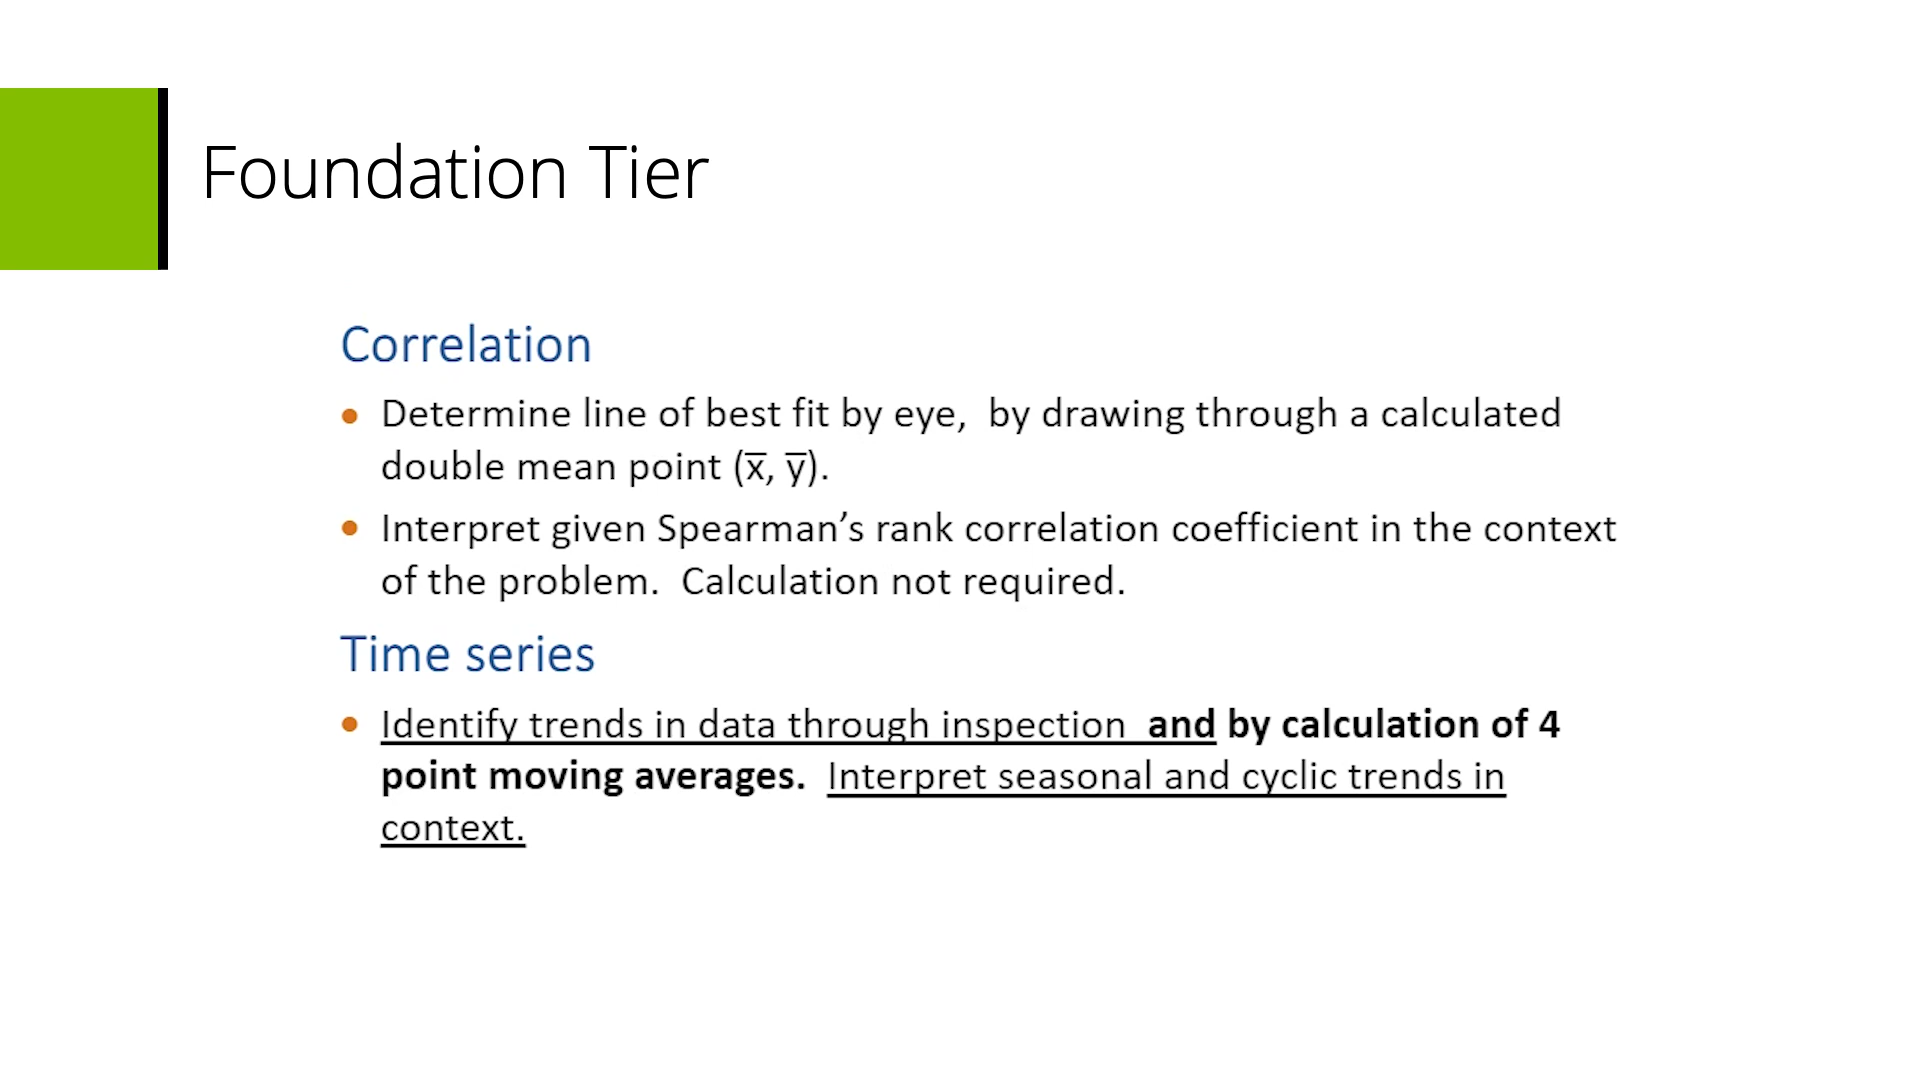 Foundation Tier
Correlation
• Determine line of best fit by eye,  by drawing through a calculated
double mean point (x̅, y̅).
• Interpret given Spearman’s rank correlation coefficient in the context
of the problem.  Calculation not required.
Time series
• Identify trends in data through inspection  and by calculation of 4
point moving averages.  Interpret seasonal and cyclic trends in
context.